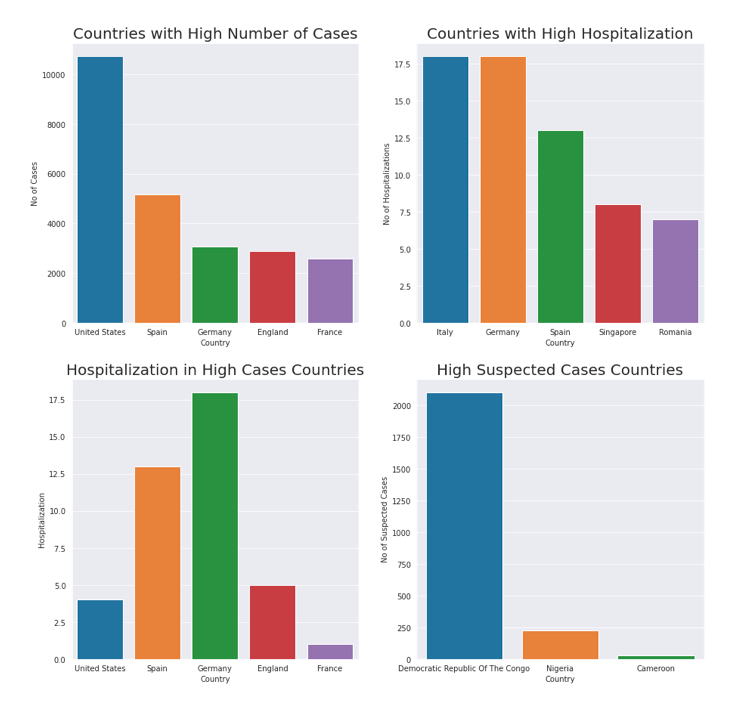 Countries with High Number of Cases
10000
8000
6000
4000
2000
0
No of Cases
United States Spain Germany England France
Country
Countries with High Hospitalization
17.5
15.0
12.5
10.0
7.5
5.0
2.5
0.0
No of Hospitalizations
Italy Germany Spain Singapore Romania
Country
Hospitalization in High Cases Countries
17.5
15.0
12.5
10.0
7.5
5.0
2.5
0.0
Hospitalization
United States Spain Germany England France
Country
High Suspected Cases Countries
2000
1750
1500
1250
1000
750
500
250
0
No of Suspected Cases
Democratic Republic Of The Congo Nigeria Cameroon
Country